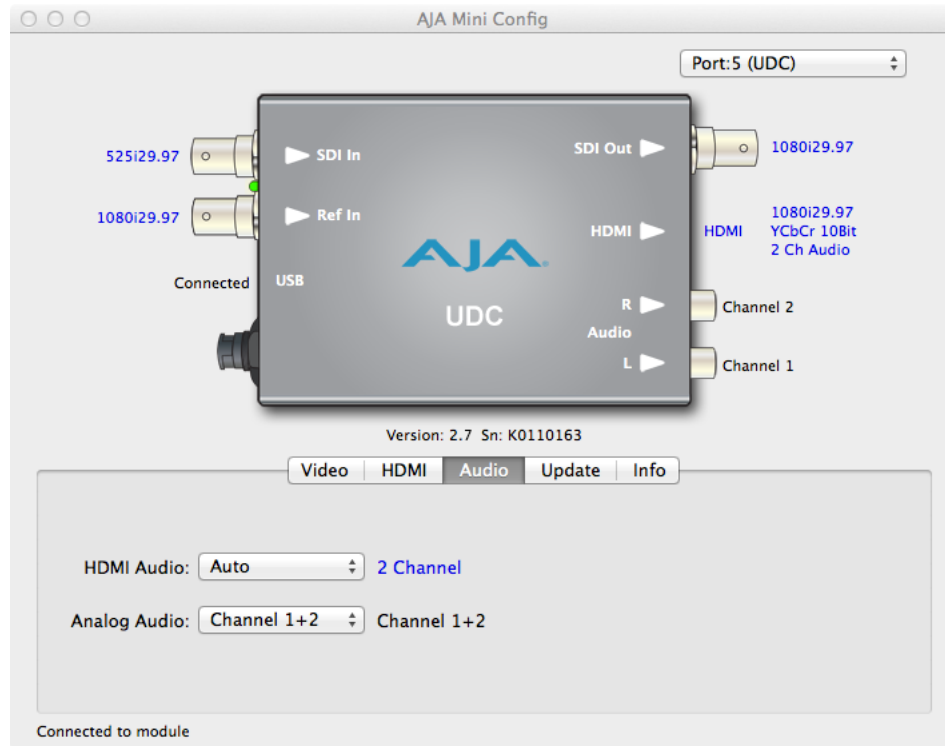 AJA Mini Config
Port:5 (UDC)
525i29.97
SDI In
SDI Out
1080i29.97
1080i29.97
Ref In
HDMI
HDMI
1080i29.97
YCbCr 10Bit
2 Ch Audio
Connected
USB
AJA
UDC
R
Channel 2
Audio
L
Channel 1
Version: 2.7 Sn: K0110163
Video HDMI Audio Update Info
HDMI Audio: Auto 2 Channel
Analog Audio: Channel 1+2 Channel 1+2
Connected to module